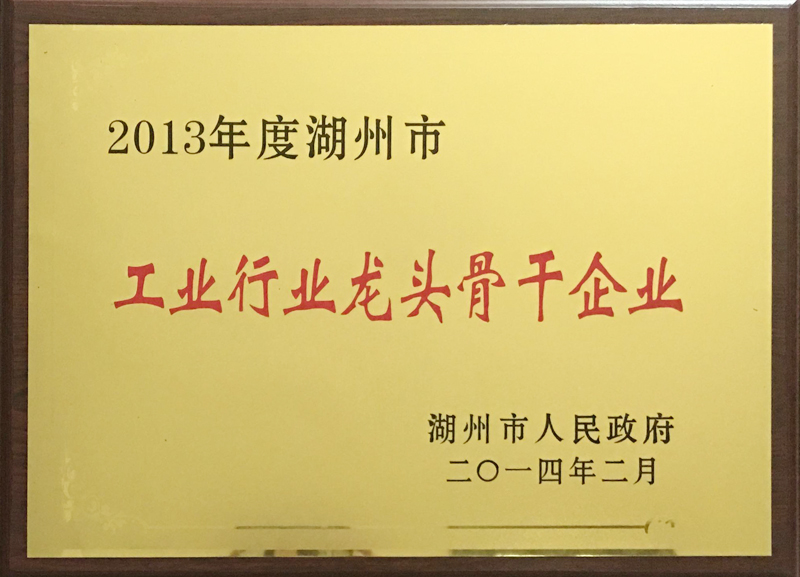 2013年度湖州市
工业行业龙头骨干企业
湖州市人民政府
二〇一四年二月